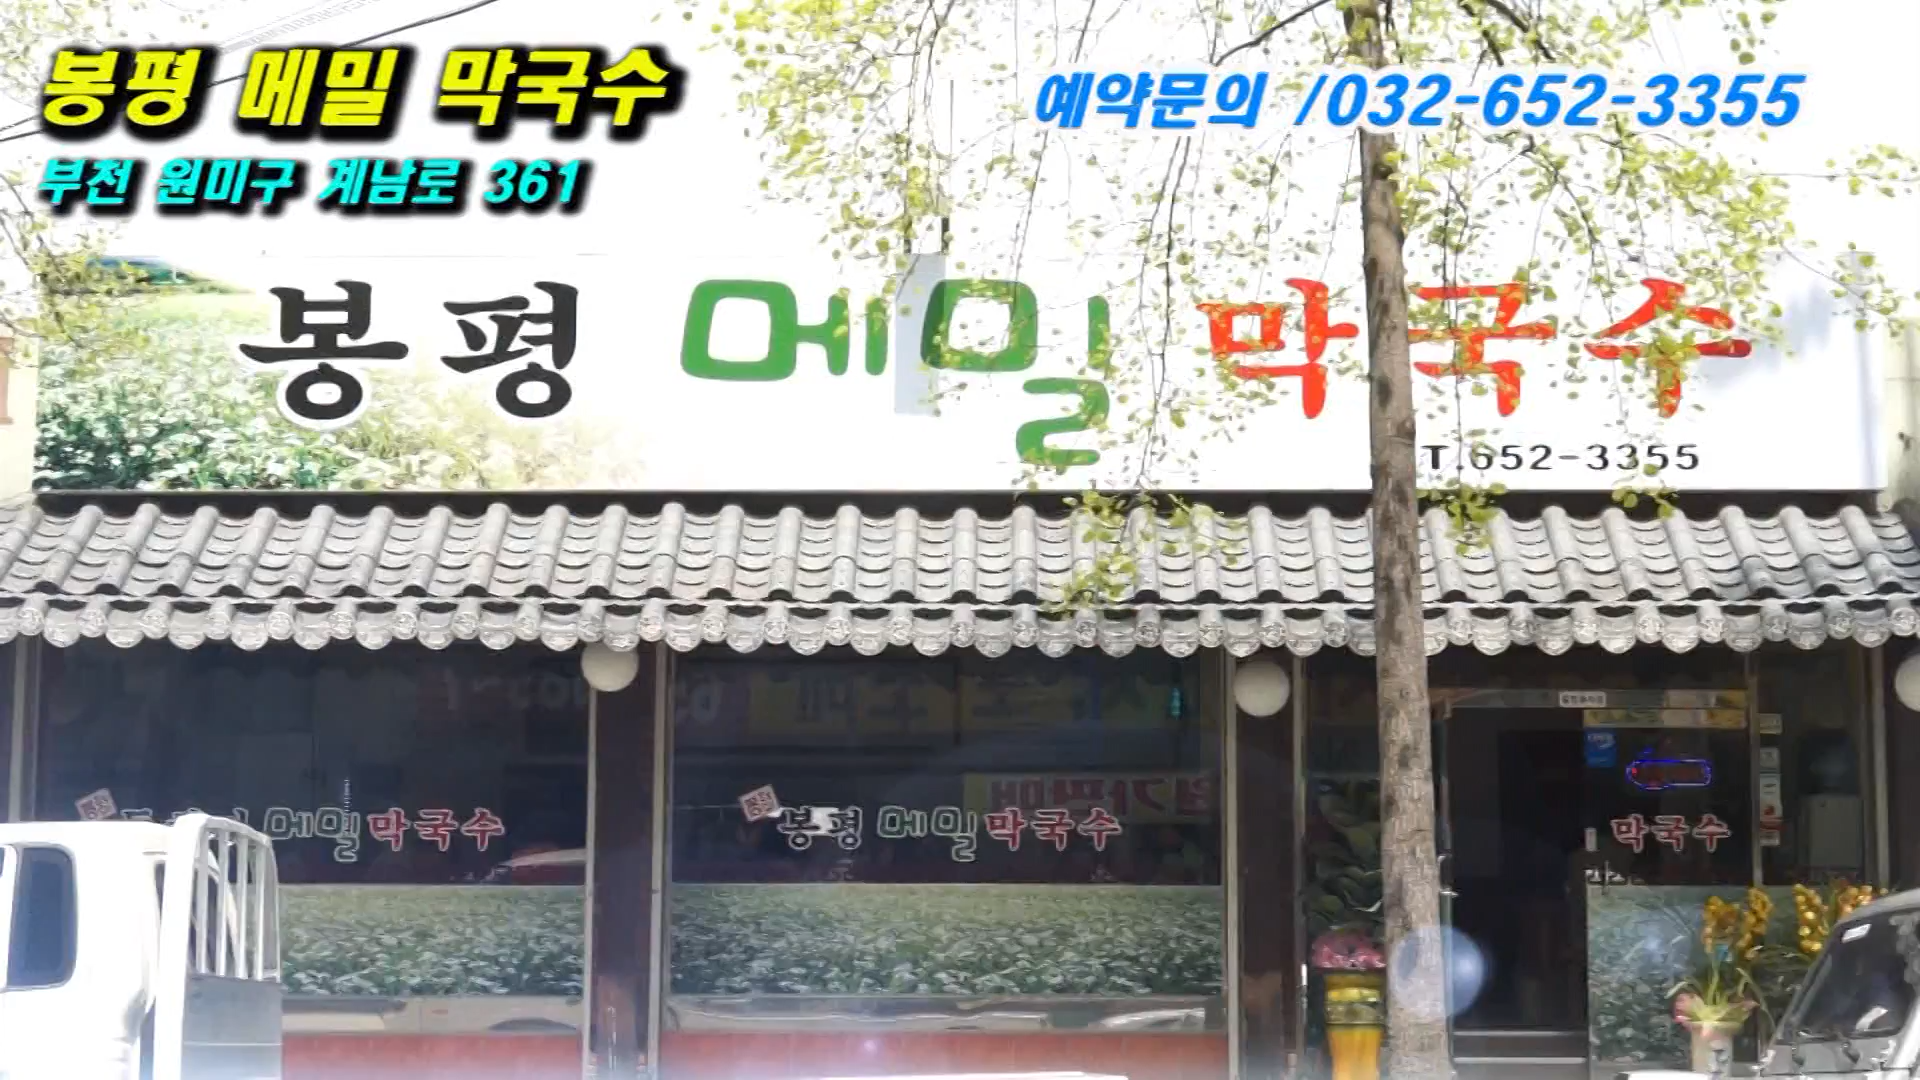 봉평 메밀 막국수
예약문의 /032-652-3355
부천 원미구 계남로 361
봉평 메밀 막국수
T.652-3355
메밀막국수
봉평 메밀막국수
막국수